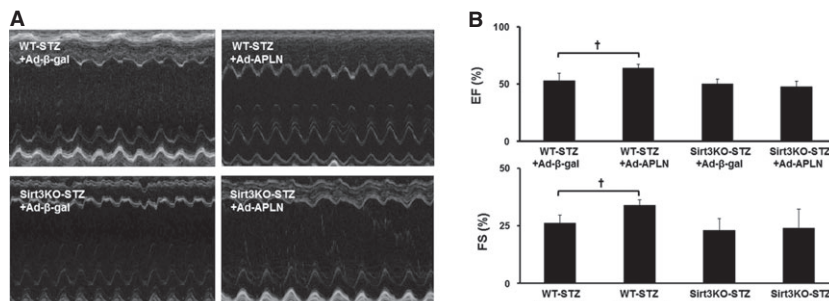 A
WT-STZ
+Ad-β-gal
WT-STZ
+Ad-APLN
Sirt3KO-STZ
+Ad-β-gal
Sirt3KO-STZ
+Ad-APLN
B
EF (%)
100
50
0
†
WT-STZ
+Ad-β-gal
WT-STZ
+Ad-APLN
Sirt3KO-STZ
+Ad-β-gal
Sirt3KO-STZ
+Ad-APLN
FS (%)
50
25
0
†
WT-STZ
WT-STZ
Sirt3KO-STZ
Sirt3KO-STZ